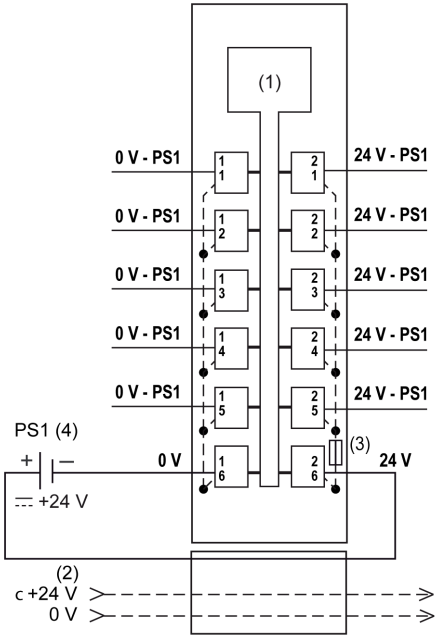 (1)
0 V - PS1 1 1 2 1 24 V - PS1
0 V - PS1 1 2 2 2 24 V - PS1
0 V - PS1 1 3 2 3 24 V - PS1
0 V - PS1 1 4 2 4 24 V - PS1
0 V - PS1 1 5 2 5 24 V - PS1
PS1 (4)
(3)
+ − 0 V 1 6 2 6 24 V
⎓ +24 V
(2)
c +24 V
0 V